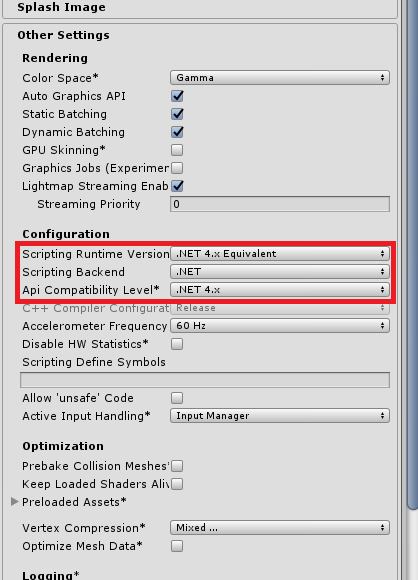 Splash Image
Other Settings
Rendering
Color Space* Gamma
Auto Graphics API
Static Batching
Dynamic Batching
GPU Skinning*
Graphics Jobs (Experimer
Lightmap Streaming Enab
Streaming Priority 0
Configuration
Scripting Runtime Version .NET 4.x Equivalent
Scripting Backend .NET
Api Compatibility Level* .NET 4.x
C++ Compiler Configurat Release
Accelerometer Frequency 60 Hz
Disable HW Statistics*
Scripting Define Symbols
Allow 'unsafe' Code
Active Input Handling* Input Manager
Optimization
Prebake Collision Meshes*
Keep Loaded Shaders Aliv
Preloaded Assets*
Vertex Compression* Mixed ...
Optimize Mesh Data*
Logging*